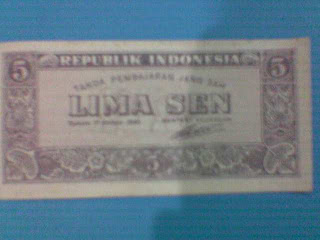 5 REPUBLIK INDONESIA 5
TANDA PEMBAJARAN JANG SAH
LIMA SEN
5